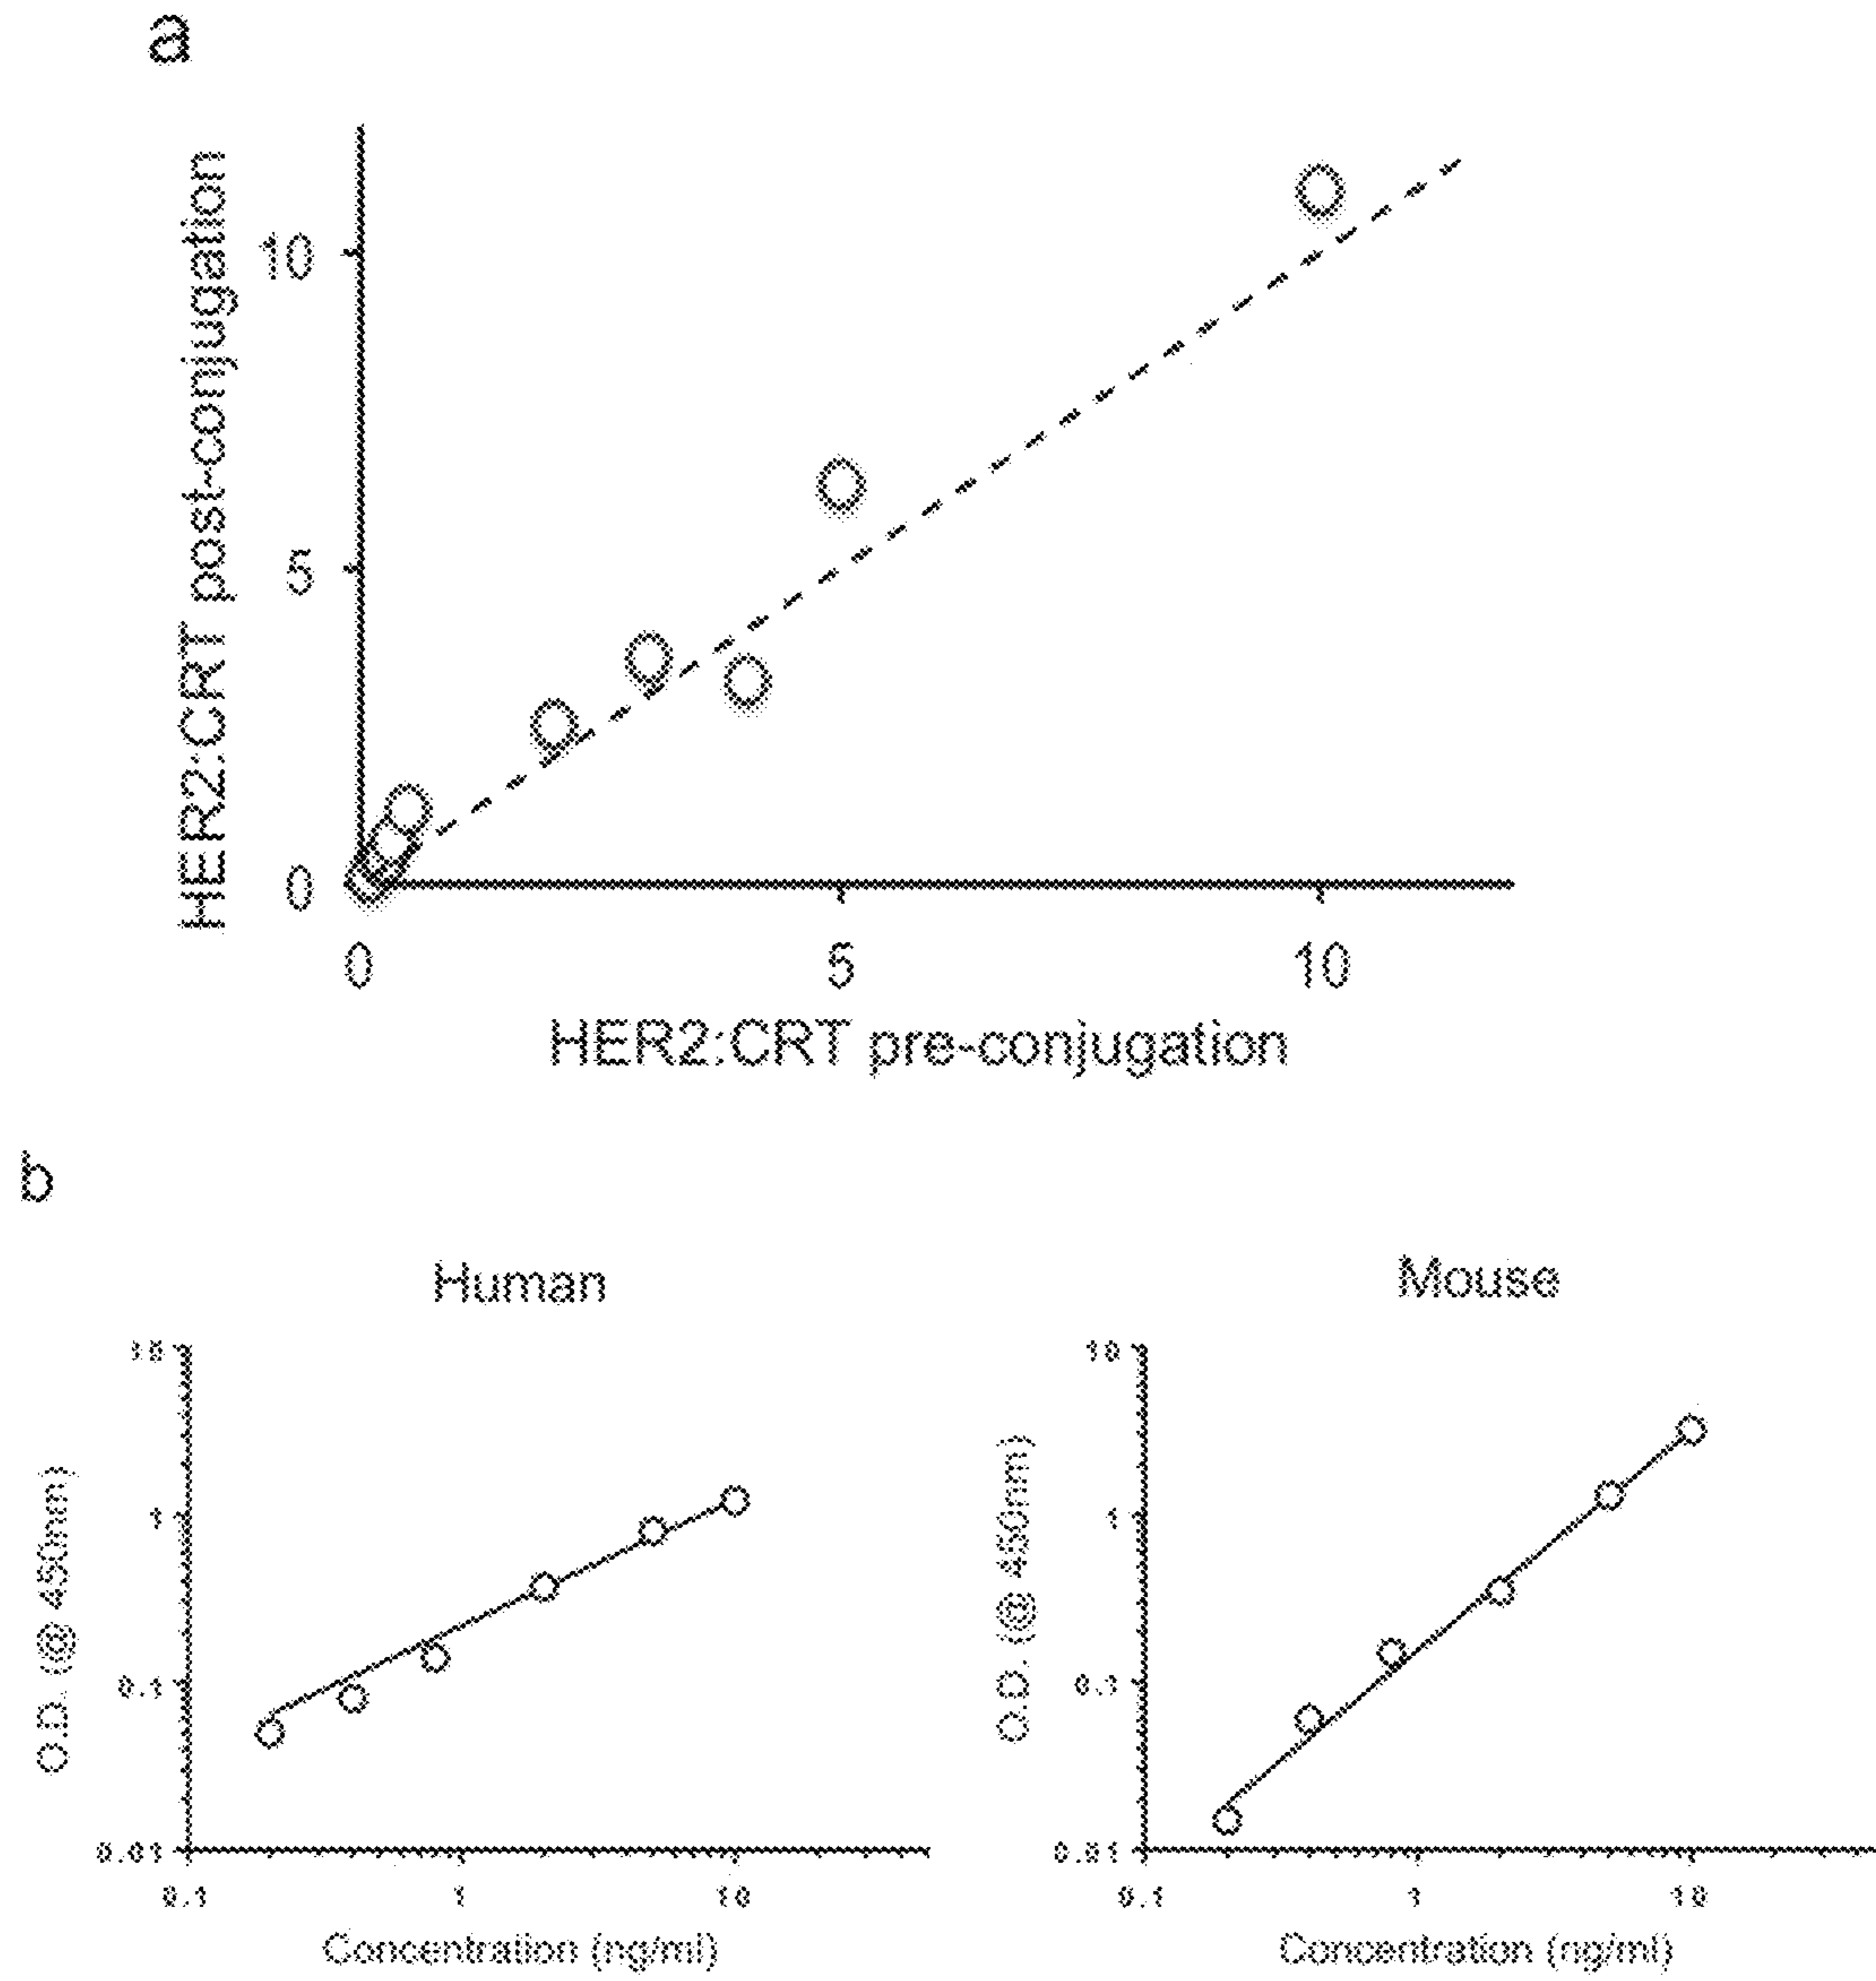 a
HER2:CRT post-conjugation
10
5
0
0 5 10
HER2:CRT pre-conjugation
b
Human
O.D. (@ 450nm)
10
1
0.1
0.01
0.1 1 10
Concentration (ng/ml)
Mouse
O.D. (@ 450nm)
10
1
0.1
0.01
0.1 1 10
Concentration (ng/ml)